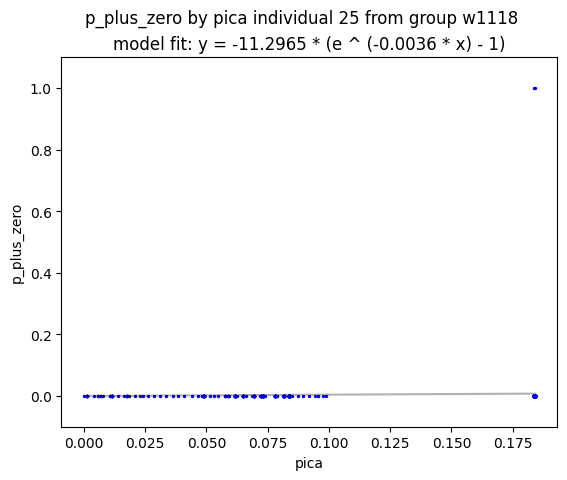 p_plus_zero by pica individual 25 from group w1118
model fit: y = -11.2965 * (e ^ (-0.0036 * x) - 1)
1.0
0.8
0.6
0.4
0.2
0.0
p_plus_zero
0.000 0.025 0.050 0.075 0.100 0.125 0.150 0.175
pica